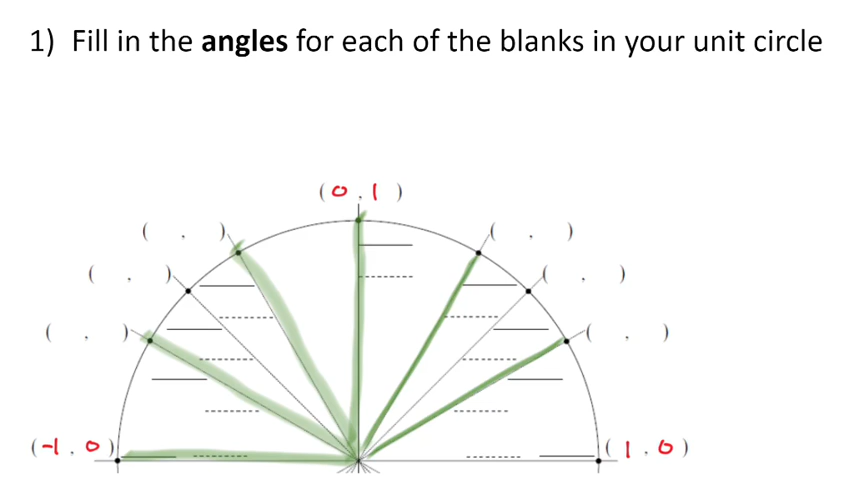 1) Fill in the angles for each of the blanks in your unit circle
( 0 , 1 )
( , )
( , )
( , )
( , )
( , )
( , )
( -1 , 0 )
( 1 , 0 )